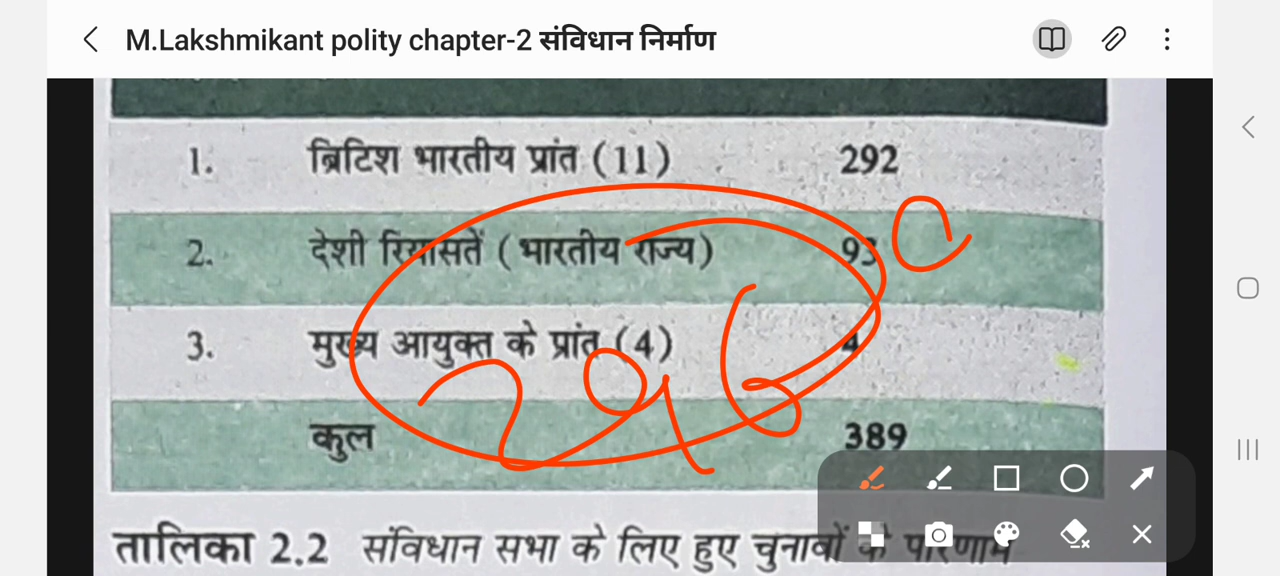 M.Lakshmikant polity chapter-2 संविधान निर्माण
1. ब्रिटिश भारतीय प्रांत (11) 292
2. देशी रियासतें (भारतीय राज्य) 93
3. मुख्य आयुक्त के प्रांत (4) 4
296
कुल 389
तालिका 2.2 संविधान सभा के लिए हुए चुनावों के परिणाम